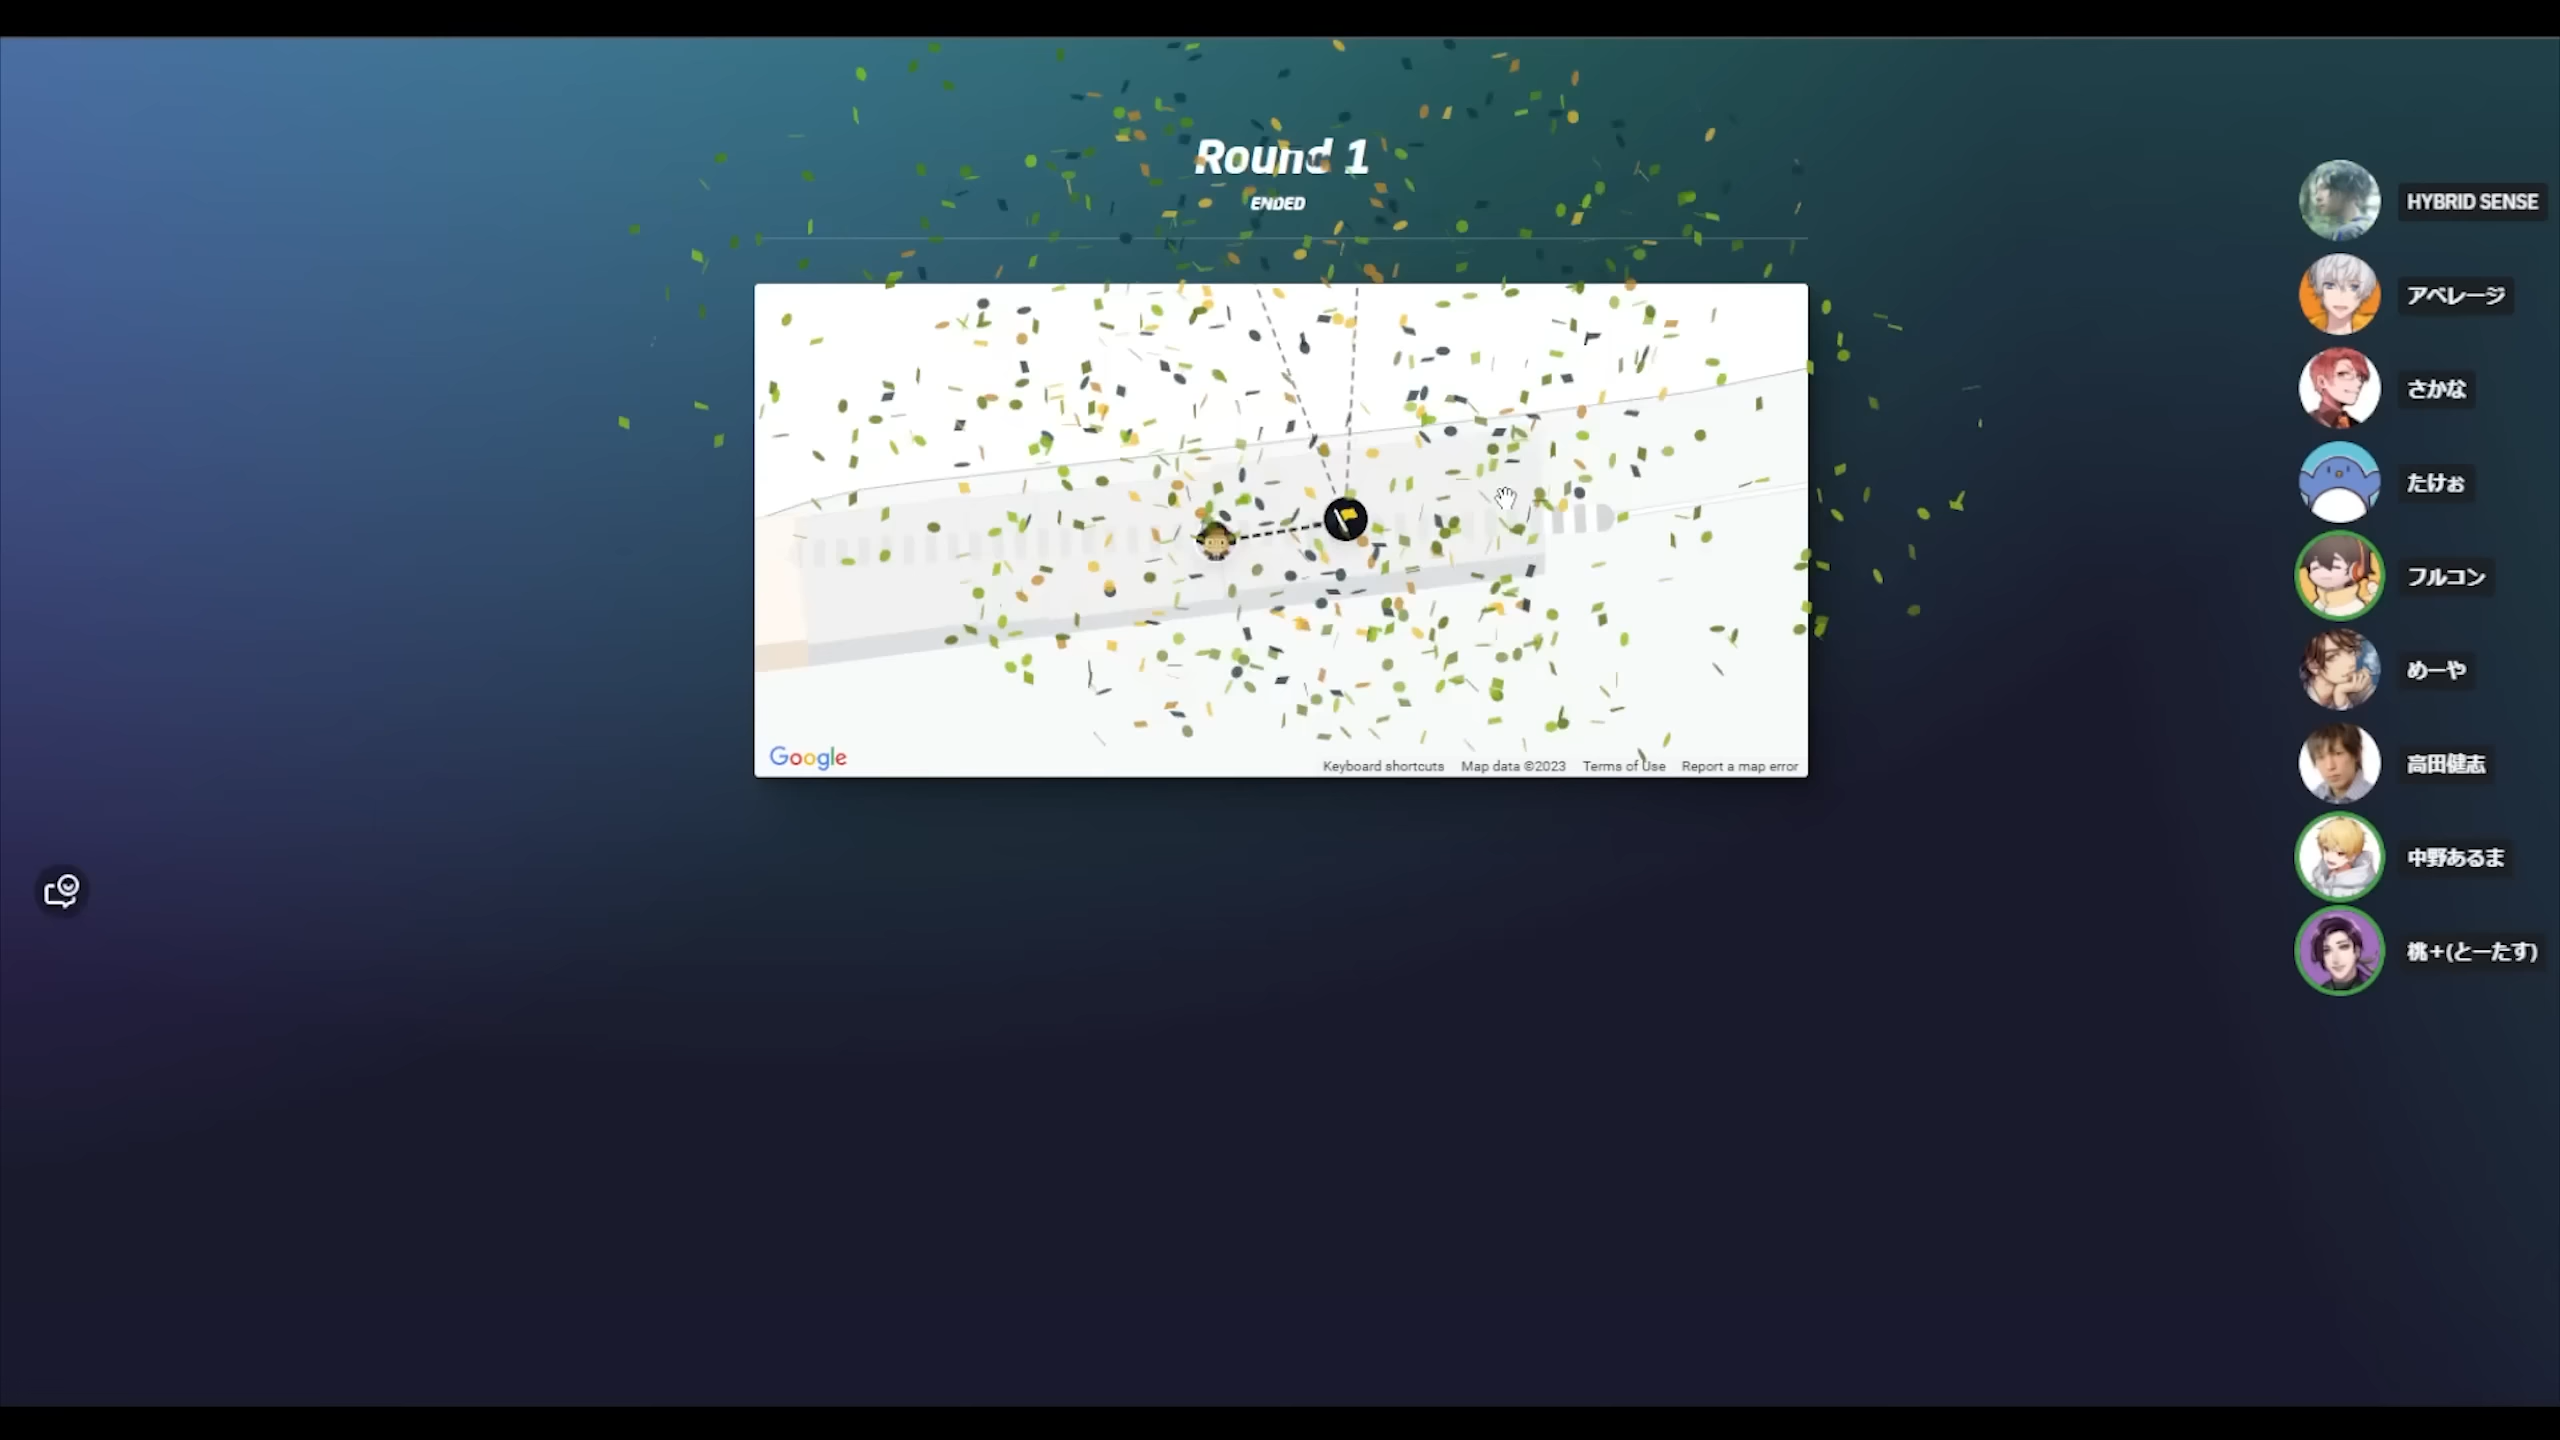 Round 1
ENDED
Google
Keyboard shortcuts Map data ©2023 Terms of Use Report a map error
HYBRID SENSE
アベレージ
さかな
たけぉ
フルコン
めーや
高田健志
中野あるま
桃+(とーたす)